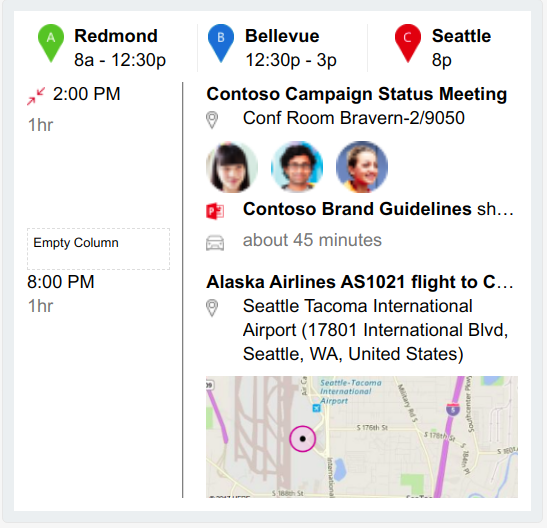 A Redmond
8a - 12:30p
B Bellevue
12:30p - 3p
C Seattle
8p
2:00 PM
1hr
Contoso Campaign Status Meeting
Conf Room Bravern-2/9050
Contoso Brand Guidelines sh...
about 45 minutes
Empty Column
8:00 PM
1hr
Alaska Airlines AS1021 flight to C...
Seattle Tacoma International
Airport (17801 International Blvd,
Seattle, WA, United States)
Seattle-Tacoma
International
Airport
Military Rd S
S 176th St
S 178th St
S 188th St
International